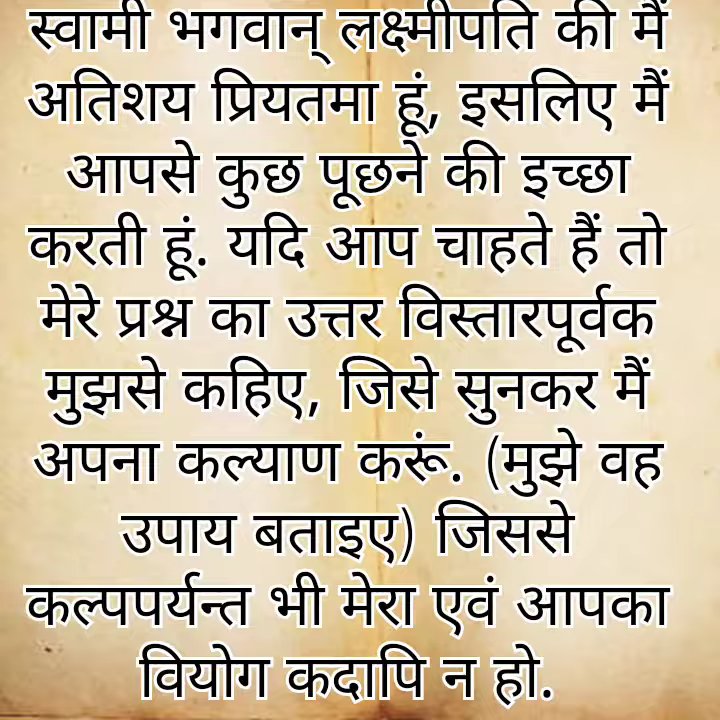 स्वामी भगवान् लक्ष्मीपति की मैं
अतिशय प्रियतमा हूं, इसलिए मैं
आपसे कुछ पूछने की इच्छा
करती हूं. यदि आप चाहते हैं तो
मेरे प्रश्न का उत्तर विस्तारपूर्वक
मुझसे कहिए, जिसे सुनकर मैं
अपना कल्याण करूं. (मुझे वह
उपाय बताइए) जिससे
कल्पपर्यन्त भी मेरा एवं आपका
वियोग कदापि न हो.